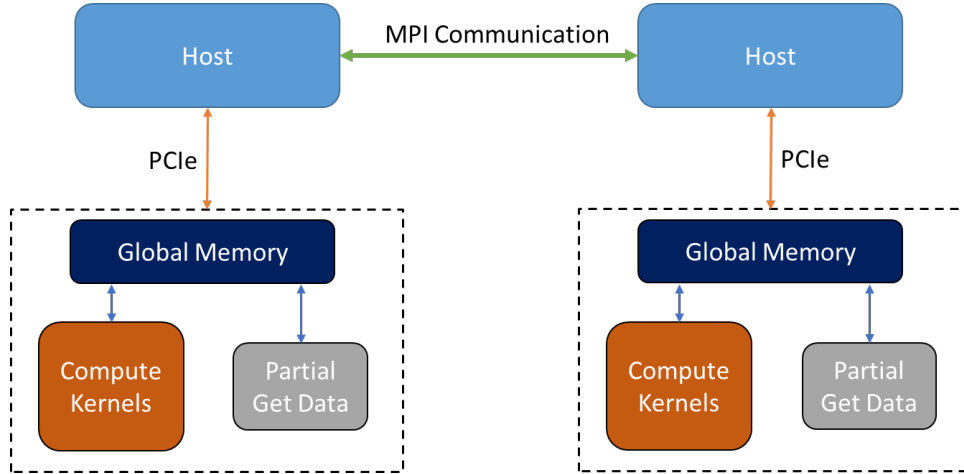 MPI Communication
Host
Host
PCIe
PCIe
Global Memory
Global Memory
Compute
Kernels
Partial
Get Data
Compute
Kernels
Partial
Get Data